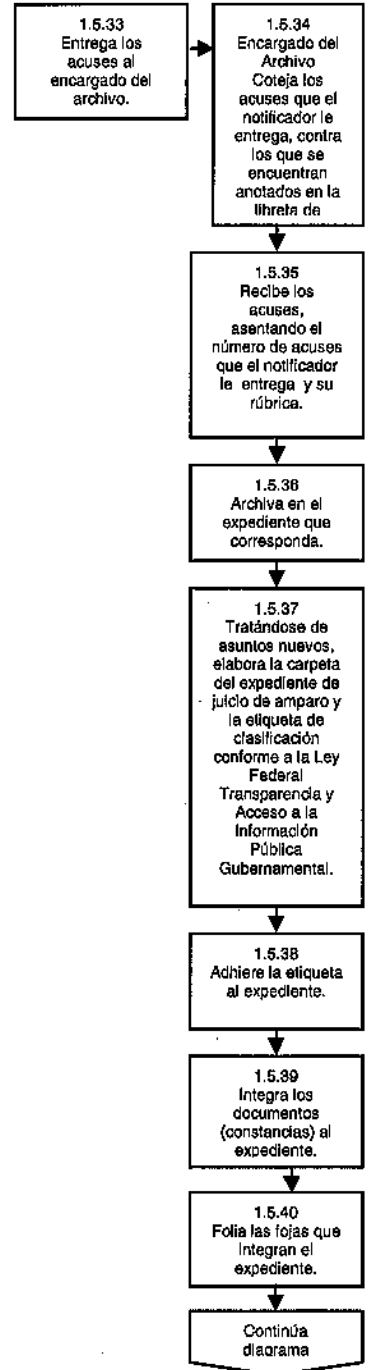 1.5.33
Entrega los
acuses al
encargado del
archivo.
1.5.34
Encargado del
Archivo
Coteja los
acuses que el
notificador le
entrega, contra
los que se
encuentran
anotados en la
libreta de
1.5.35
Recibe los
acuses,
asentando el
número de acuses
que el notificador
le entrega y su
rúbrica.
1.5.36
Archiva en el
expediente que
corresponda.
1.5.37
Tratándose de
asuntos nuevos,
elabora la carpeta
del expediente de
juicio de amparo y
la etiqueta de
clasificación
conforme a la Ley
Federal
Transparencia y
Acceso a la
Información
Pública
Gubernamental.
1.5.38
Adhiere la etiqueta
al expediente.
1.5.39
Integra los
documentos
(constancias) al
expediente.
1.5.40
Folia las fojas que
integran el
expediente.
Continúa
diagrama